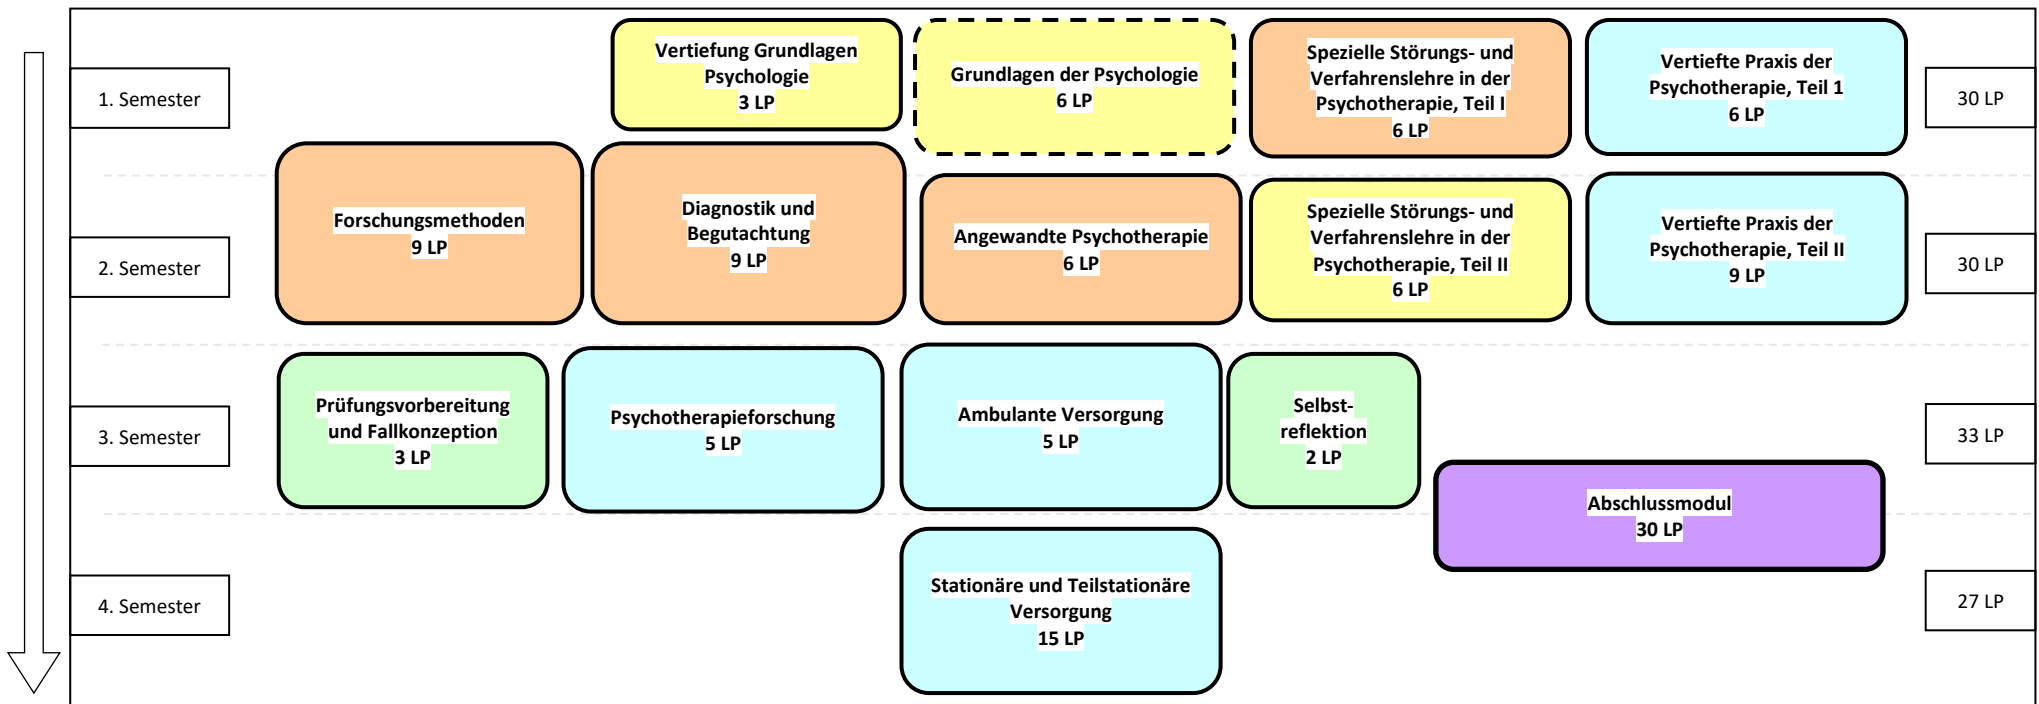 1. Semester
Vertiefung Grundlagen
Psychologie
3 LP
Grundlagen der Psychologie
6 LP
Spezielle Störungs- und
Verfahrenslehre in der
Psychotherapie, Teil I
6 LP
Vertiefte Praxis der
Psychotherapie, Teil 1
6 LP
30 LP
2. Semester
Forschungsmethoden
9 LP
Diagnostik und
Begutachtung
9 LP
Angewandte Psychotherapie
6 LP
Spezielle Störungs- und
Verfahrenslehre in der
Psychotherapie, Teil II
6 LP
Vertiefte Praxis der
Psychotherapie, Teil II
9 LP
30 LP
3. Semester
Prüfungsvorbereitung
und Fallkonzeption
3 LP
Psychotherapieforschung
5 LP
Ambulante Versorgung
5 LP
Selbst-
reflektion
2 LP
33 LP
Abschlussmodul
30 LP
4. Semester
Stationäre und Teilstationäre
Versorgung
15 LP
27 LP